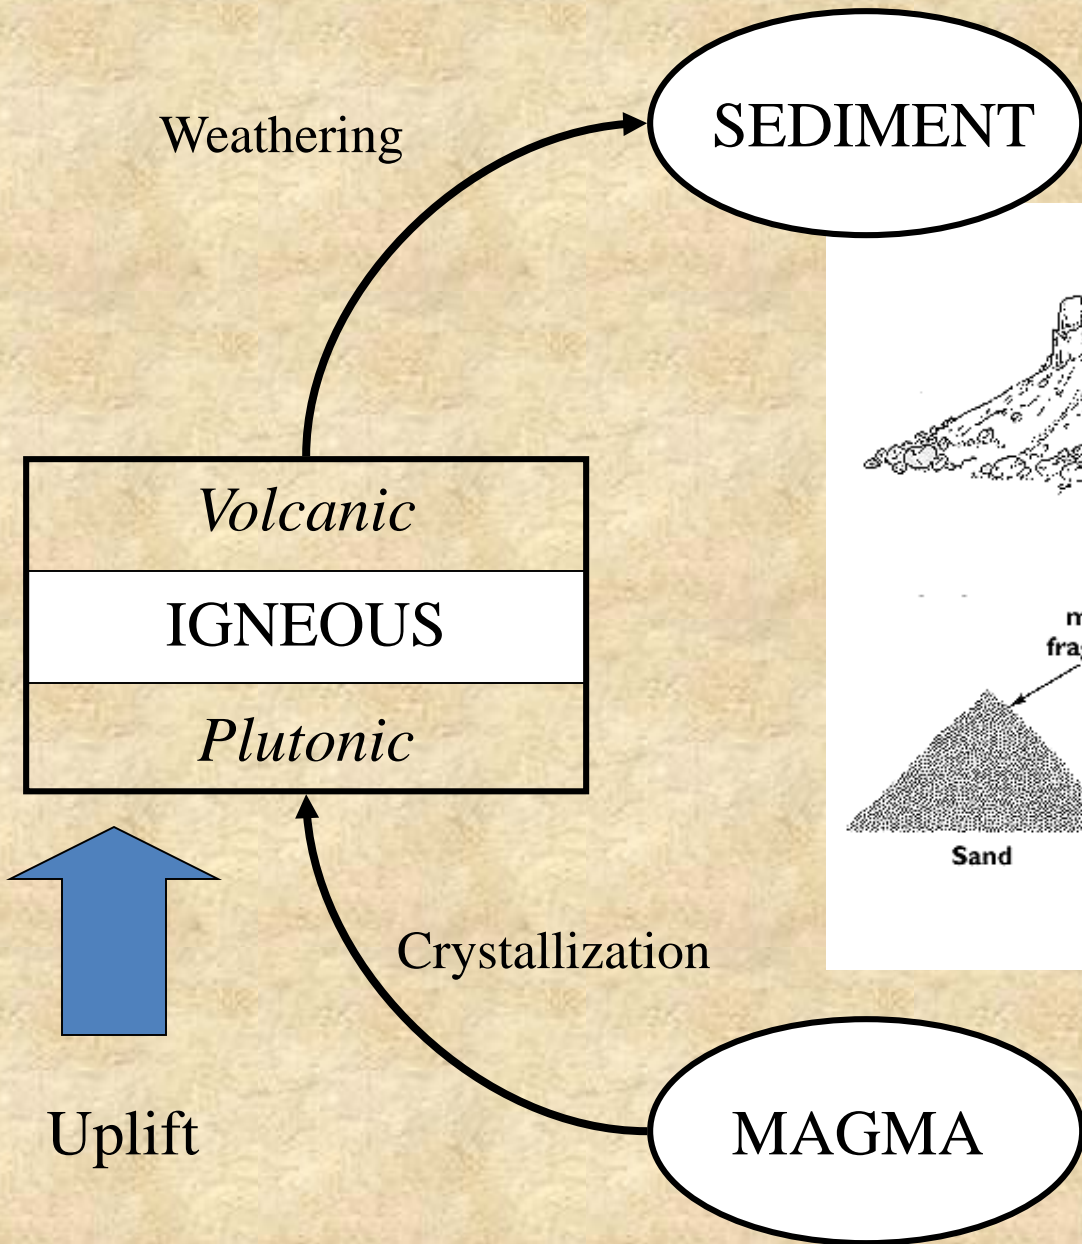 Weathering
SEDIMENT
Volcanic
IGNEOUS
Plutonic
Sand
Crystallization
Uplift
MAGMA